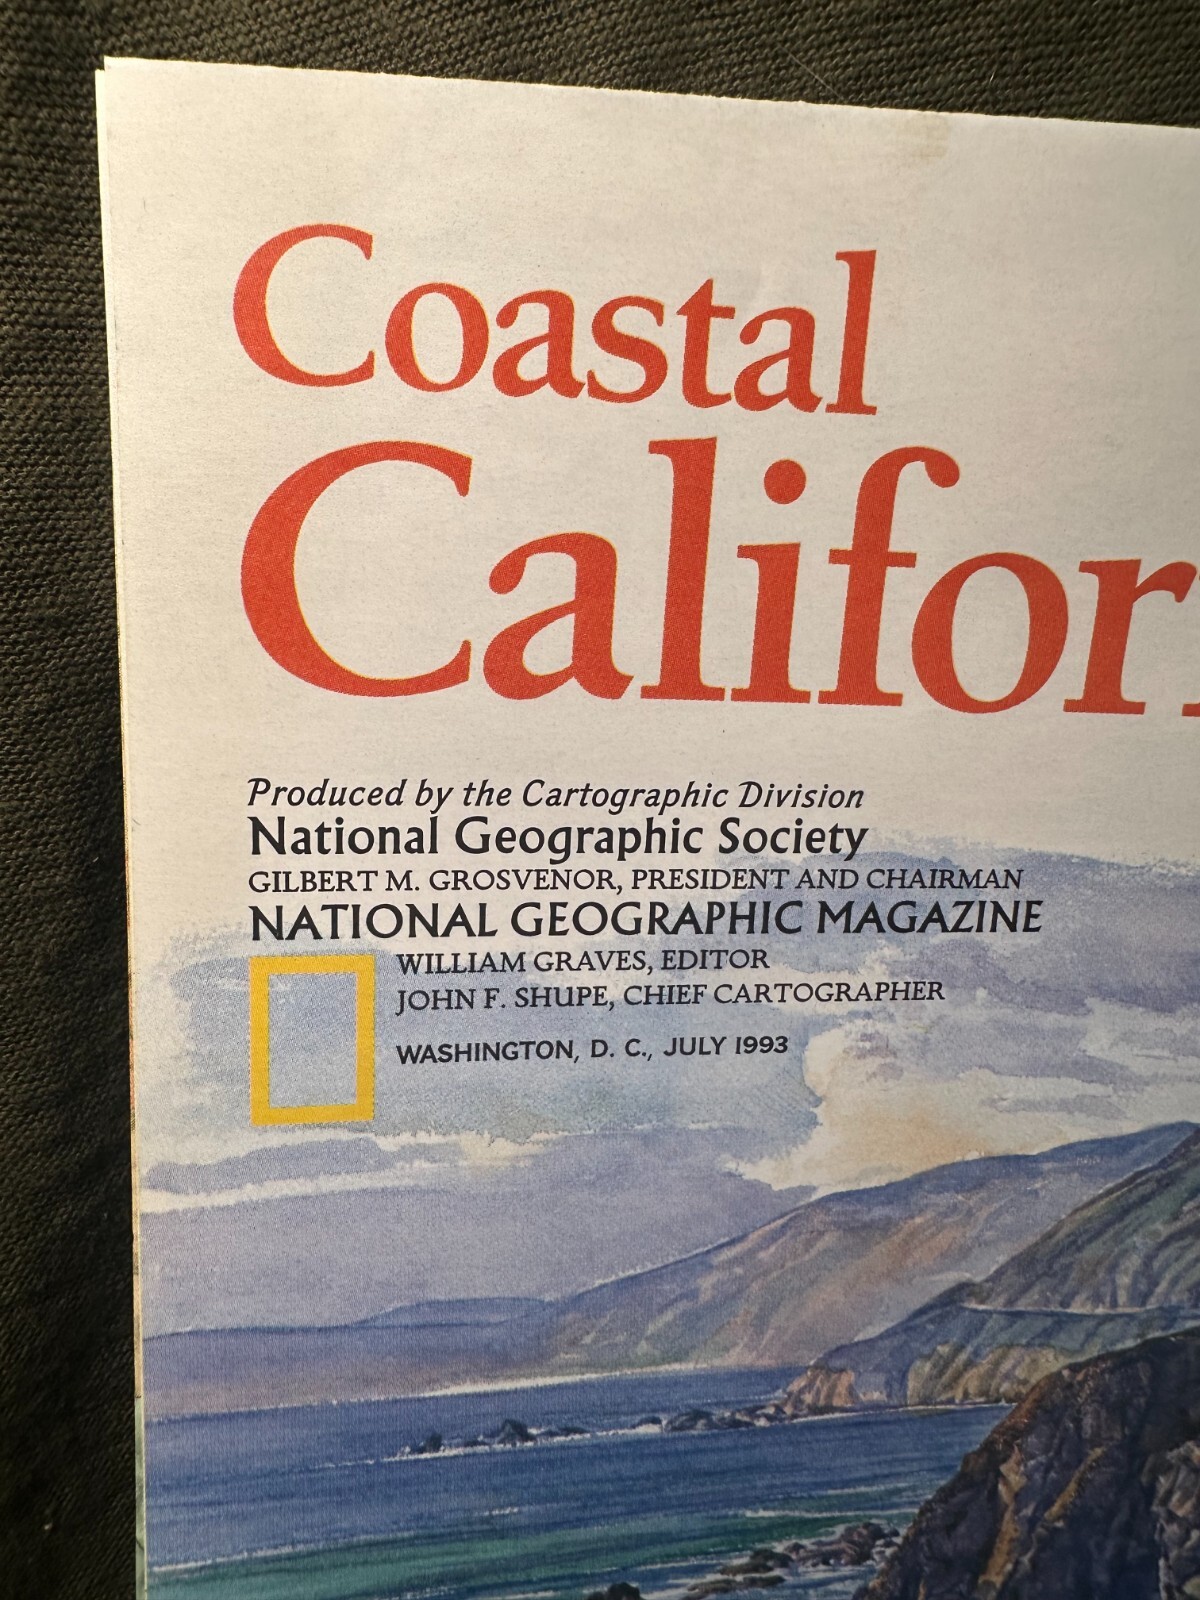 Coastal
Califor
Produced by the Cartographic Division
National Geographic Society
GILBERT M. GROSVENOR, PRESIDENT AND CHAIRMAN
NATIONAL GEOGRAPHIC MAGAZINE
WILLIAM GRAVES, EDITOR
JOHN F. SHUPE, CHIEF CARTOGRAPHER
WASHINGTON, D. C., JULY 1993